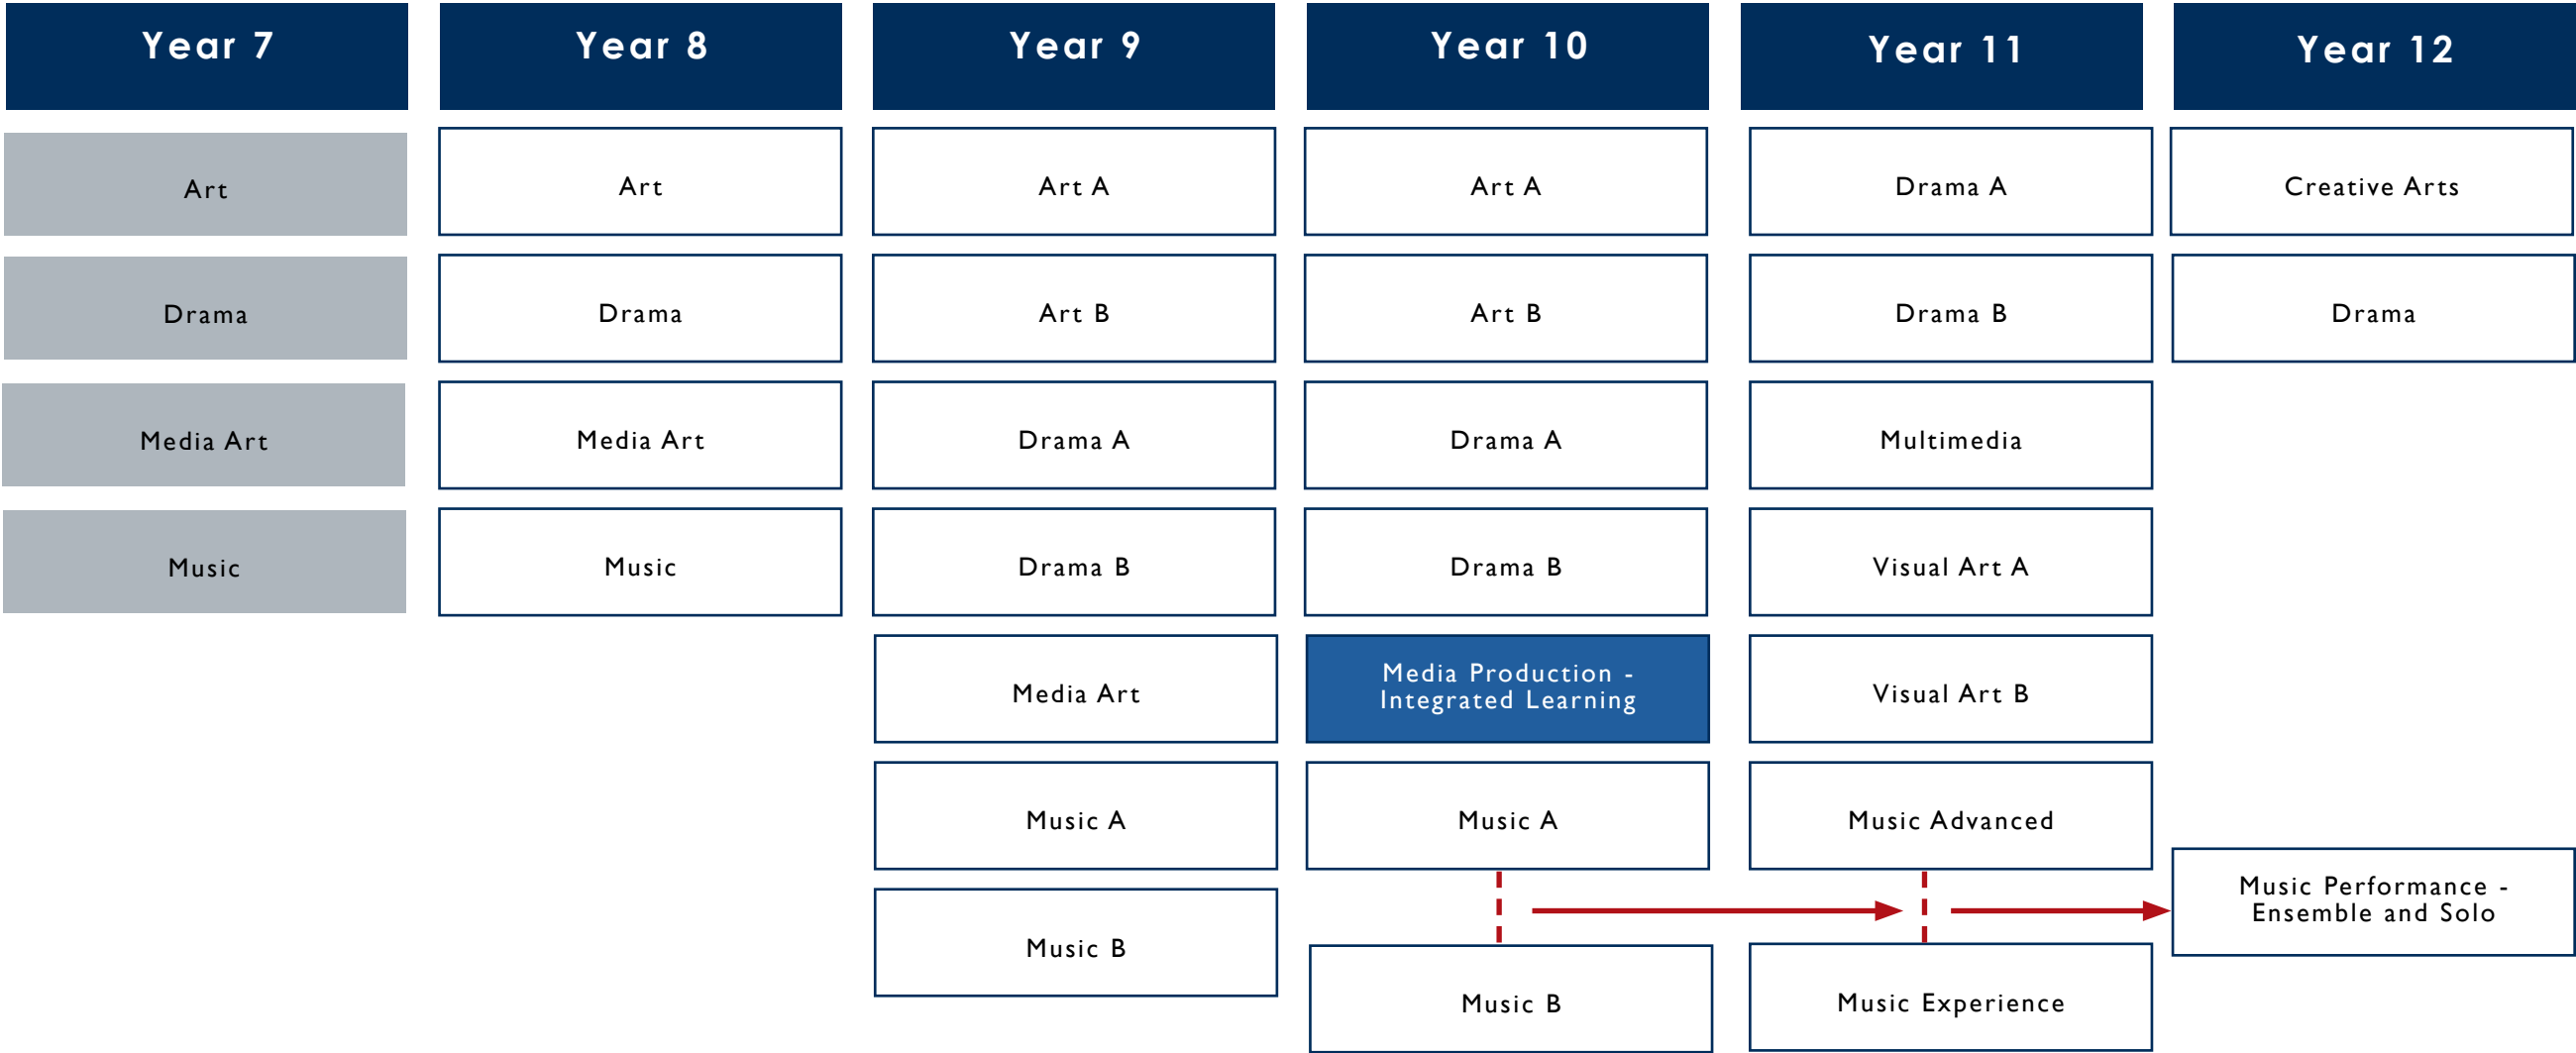 Year 7
Year 8
Year 9
Year 10
Year 11
Year 12
Art
Art
Art A
Art A
Drama A
Creative Arts
Drama
Drama
Art B
Art B
Drama B
Drama
Media Art
Media Art
Drama A
Drama A
Multimedia
Music
Music
Drama B
Drama B
Visual Art A
Media Art
Media Production -
Integrated Learning
Visual Art B
Music A
Music A
Music Advanced
Music Performance -
Ensemble and Solo
Music B
Music B
Music Experience